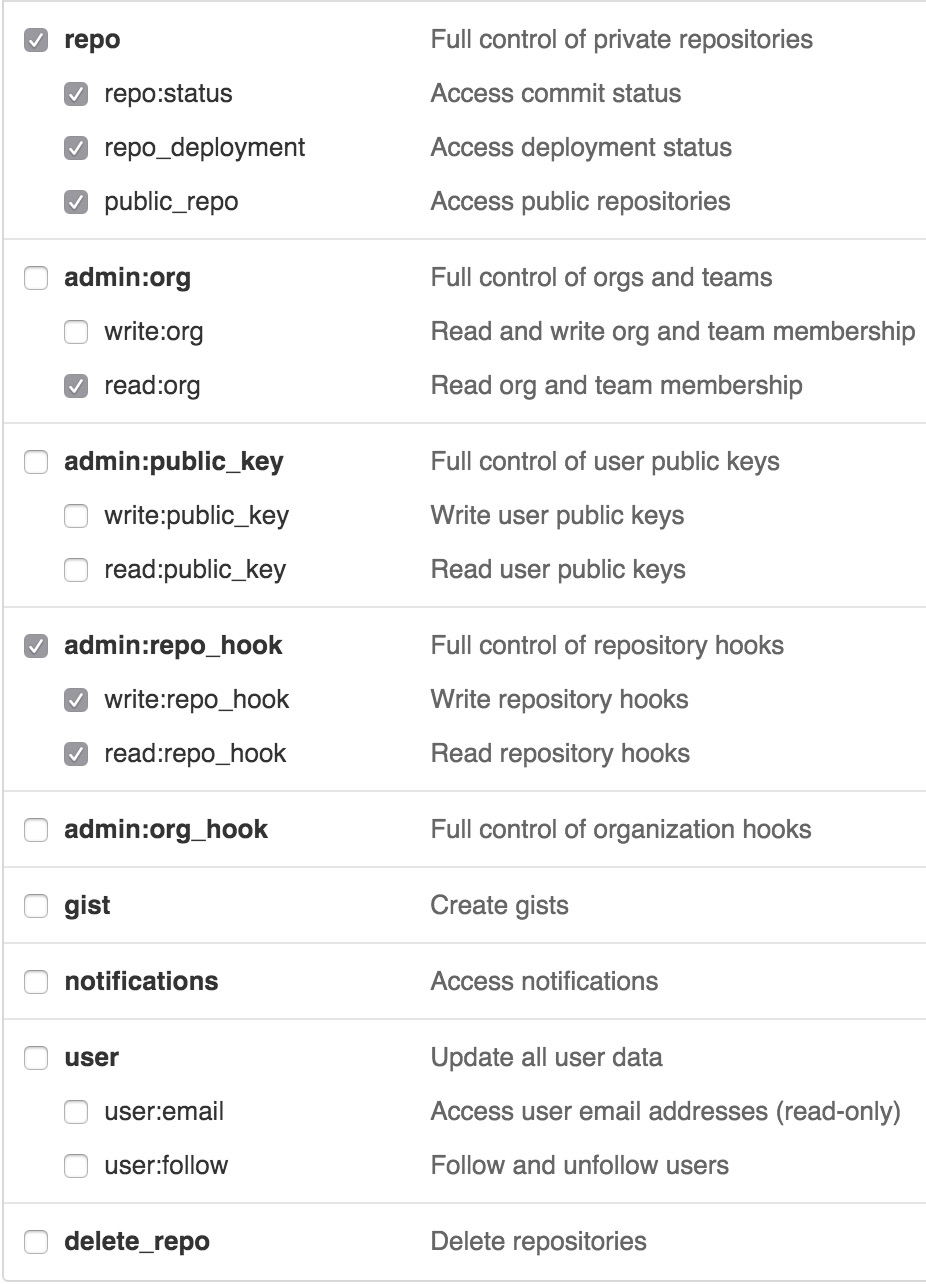 repo Full control of private repositories
repo:status Access commit status
repo_deployment Access deployment status
public_repo Access public repositories
admin:org Full control of orgs and teams
write:org Read and write org and team membership
read:org Read org and team membership
admin:public_key Full control of user public keys
write:public_key Write user public keys
read:public_key Read user public keys
admin:repo_hook Full control of repository hooks
write:repo_hook Write repository hooks
read:repo_hook Read repository hooks
admin:org_hook Full control of organization hooks
gist Create gists
notifications Access notifications
user Update all user data
user:email Access user email addresses (read-only)
user:follow Follow and unfollow users
delete_repo Delete repositories